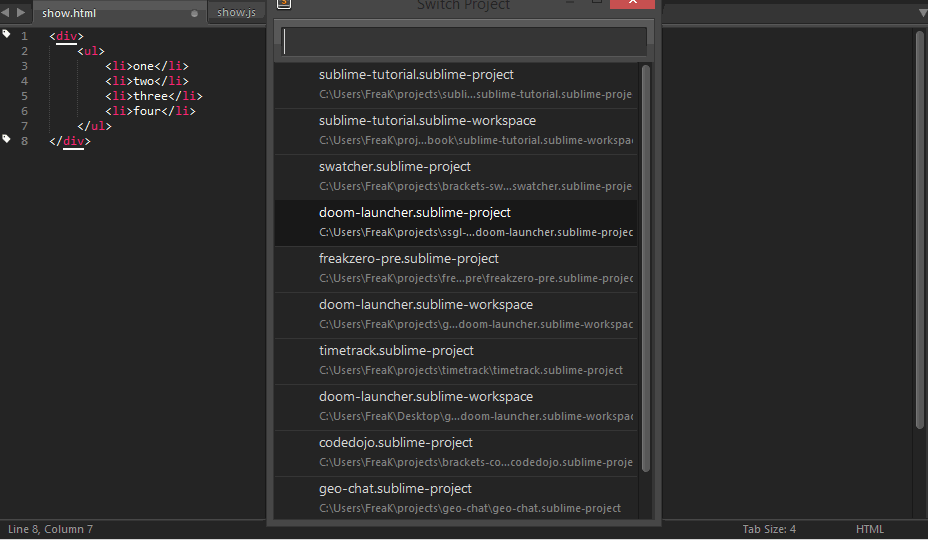 show.html
show.js
Switch Project
1 <div>
2 <ul>
3 <li>one</li>
4 <li>two</li>
5 <li>three</li>
6 <li>four</li>
7 </ul>
8 </div>
sublime-tutorial.sublime-project
C:\Users\FreaK\projects\subli...sublime-tutorial.sublime-proje
sublime-tutorial.sublime-workspace
C:\Users\FreaK\proj...book\sublime-tutorial.sublime-workspac
swatcher.sublime-project
C:\Users\FreaK\projects\brackets-sw...swatcher.sublime-proje
doom-launcher.sublime-project
C:\Users\FreaK\projects\ssgl-...doom-launcher.sublime-projec
freakzero-pre.sublime-project
C:\Users\FreaK\projects\fre...pre\freakzero-pre.sublime-projec
doom-launcher.sublime-workspace
C:\Users\FreaK\projects\g...doom-launcher.sublime-workspac
timetrack.sublime-project
C:\Users\FreaK\projects\timetrack\timetrack.sublime-project
doom-launcher.sublime-workspace
C:\Users\FreaK\Desktop\g...doom-launcher.sublime-workspac
codedojo.sublime-project
C:\Users\FreaK\projects\brackets-co...codedojo.sublime-proje
geo-chat.sublime-project
C:\Users\FreaK\projects\geo-chat\geo-chat.sublime-project
Line 8, Column 7
Tab Size: 4
HTML